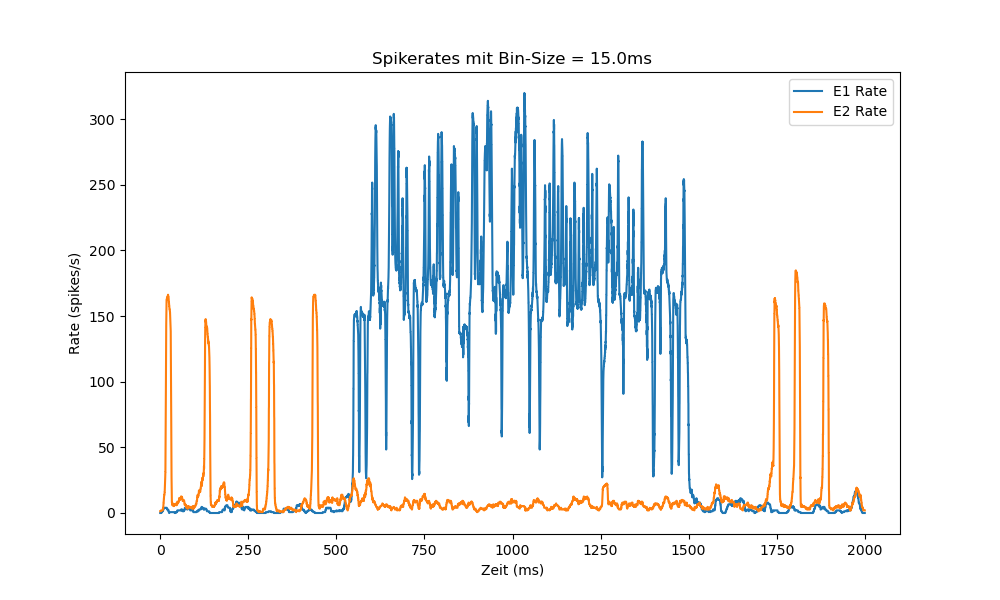 Spikerates mit Bin-Size = 15.0ms
E1 Rate
E2 Rate
300
250
200
150
100
50
0
Rate (spikes/s)
0 250 500 750 1000 1250 1500 1750 2000
Zeit (ms)